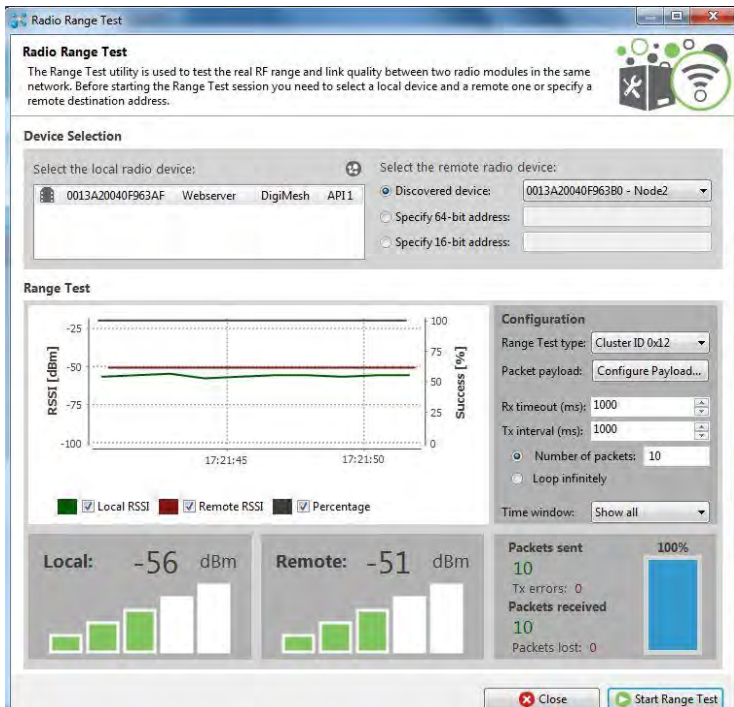 Radio Range Test
Radio Range Test
The Range Test utility is used to test the real RF range and link quality between two radio modules in the same
network. Before starting the Range Test session you need to select a local device and a remote one or specify a
remote destination address.
Device Selection
Select the local radio device:
0013A20040F963AF Webserver DigiMesh API 1
Select the remote radio device:
Discovered device: 0013A20040F963B0 - Node2
Specify 64-bit address:
Specify 16-bit address:
Range Test
RSSI [dBm]
-25
-50
-75
-100
100
75
50
25
0
Success [%]
17:21:45 17:21:50
Local RSSI Remote RSSI Percentage
Configuration
Range Test type: Cluster ID 0x12
Packet payload: Configure Payload...
Rx timeout (ms): 1000
Tx interval (ms): 1000
Number of packets: 10
Loop infinitely
Time window: Show all
Local: -56 dBm
Remote: -51 dBm
Packets sent 100%
10
Tx errors: 0
Packets received
10
Packets lost: 0
Close Start Range Test